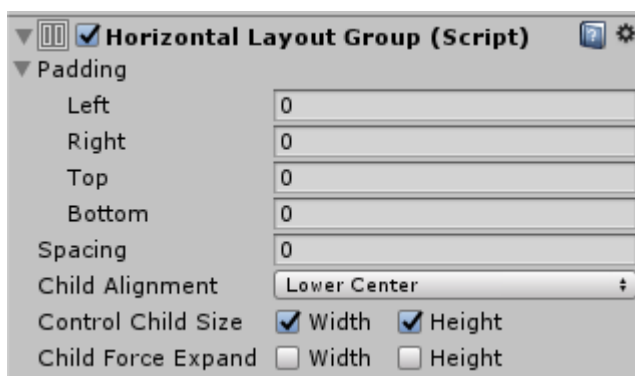 Horizontal Layout Group (Script)
Padding
Left 0
Right 0
Top 0
Bottom 0
Spacing 0
Child Alignment Lower Center
Control Child Size Width Height
Child Force Expand Width Height